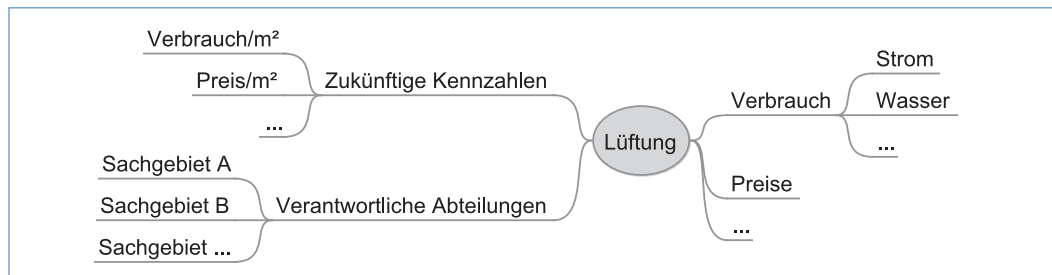 Verbrauch/m²
Preis/m²
...
Zukünftige Kennzahlen
Sachgebiet A
Sachgebiet B
Sachgebiet ...
Verantwortliche Abteilungen
Lüftung
Verbrauch
Strom
Wasser
...
Preise
...